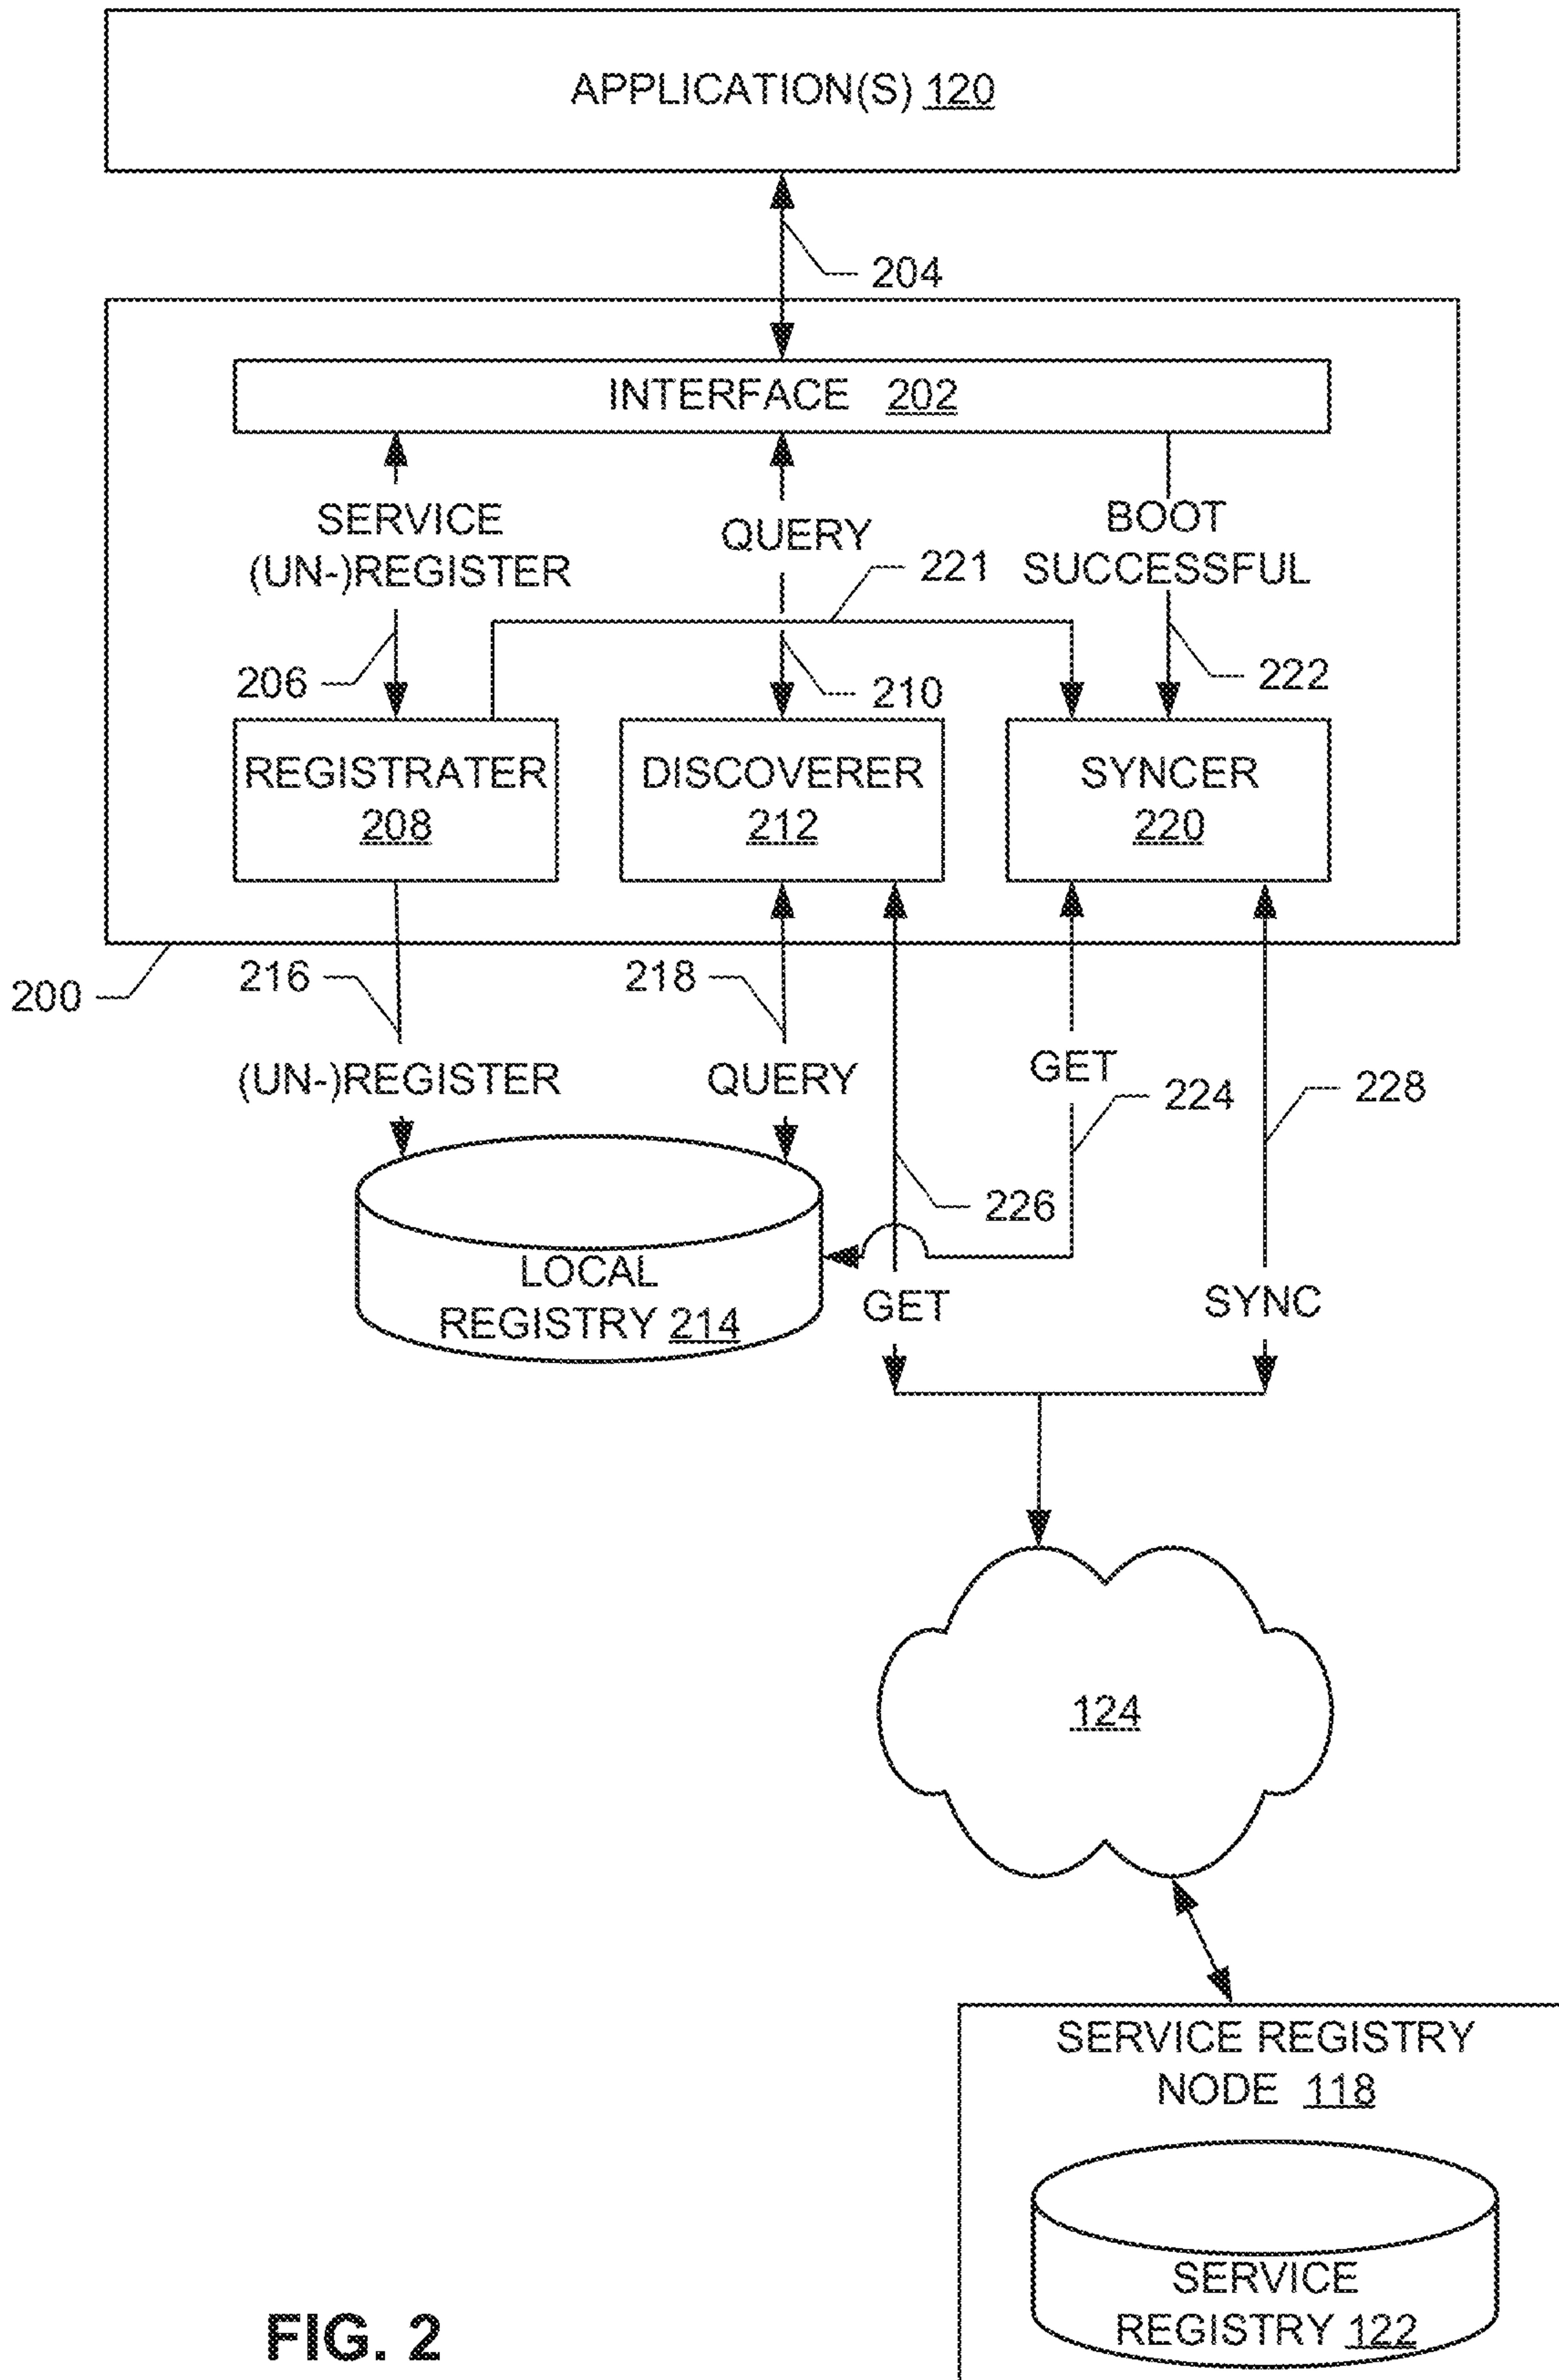 APPLICATION(S) 120
204
INTERFACE 202
SERVICE
(UN-)REGISTER
QUERY
BOOT
SUCCESSFUL
221
206
210
222
REGISTRATER
208
DISCOVERER
212
SYNCER
220
200
216
218
(UN-)REGISTER
QUERY
GET
224
228
226
LOCAL
REGISTRY 214
GET
SYNC
124
SERVICE REGISTRY
NODE 118
SERVICE
REGISTRY 122
FIG. 2